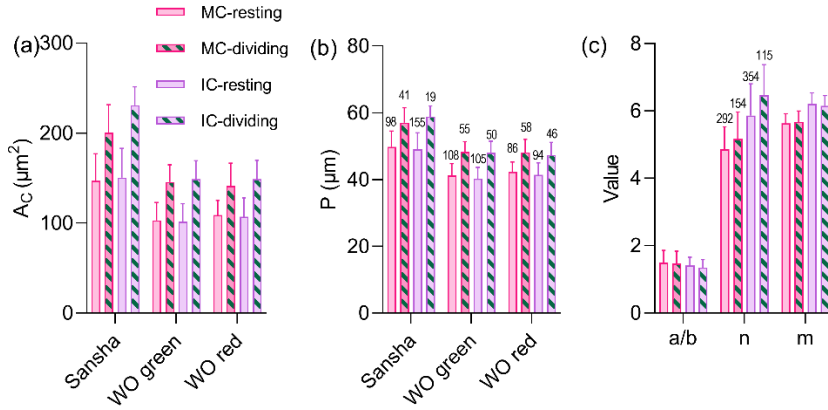 (a)
A_C (µm²)
300
200
100
0
Sansha
WO green
WO red
MC-resting
MC-dividing
IC-resting
IC-dividing
(b)
P (µm)
80
60
40
20
0
98
41
155
19
108
55
105
50
86
58
94
46
Sansha
WO green
WO red
(c)
Value
8
6
4
2
0
292
154
354
115
a/b
n
m